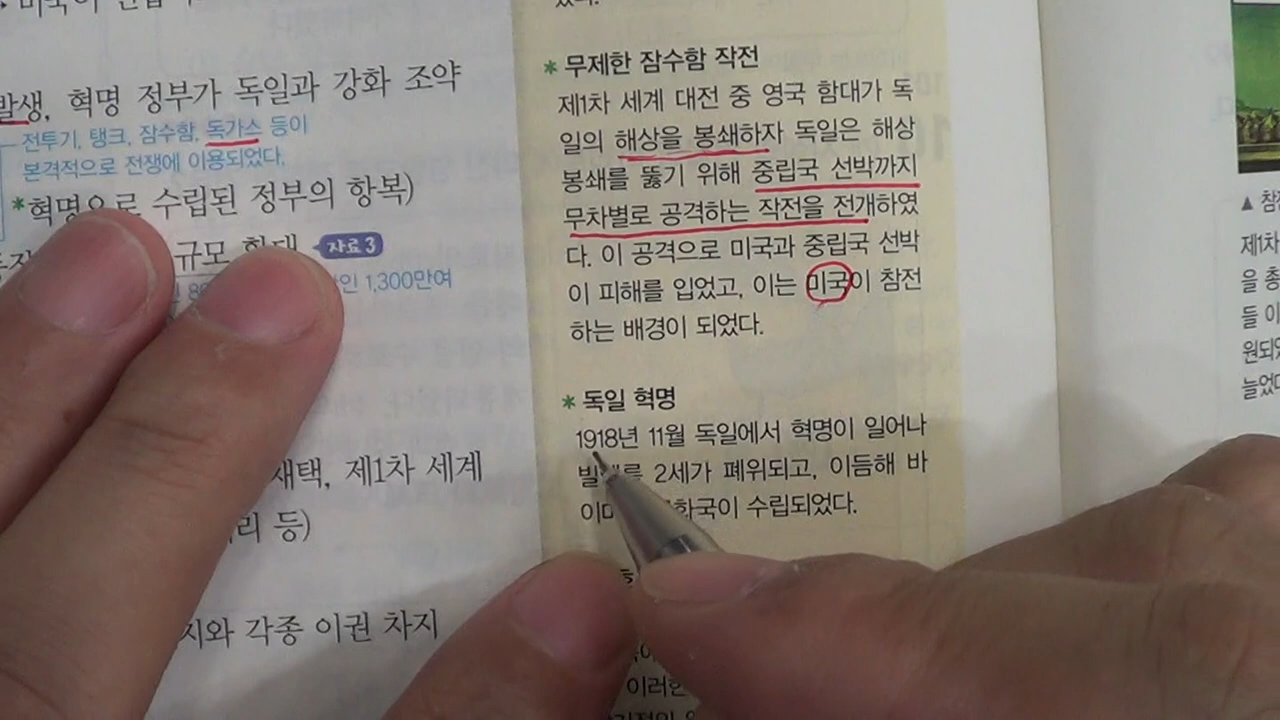 발생, 혁명 정부가 독일과 강화 조약
전투기, 탱크, 잠수함, 독가스 등이
본격적으로 전쟁에 이용되었다.
*혁명으로 수립된 정부의 항복)
규모 확대 자료 3
1,300만여
채택, 제1차 세계
등)
각종 이권 차지
* 무제한 잠수함 작전
제1차 세계 대전 중 영국 함대가 독
일의 해상을 봉쇄하자 독일은 해상
봉쇄를 뚫기 위해 중립국 선박까지
무차별로 공격하는 작전을 전개하였
다. 이 공격으로 미국과 중립국 선박
이 피해를 입었고, 이는 미국이 참전
하는 배경이 되었다.
* 독일 혁명
1918년 11월 독일에서 혁명이 일어나
2세가 폐위되고, 이듬해 바
수립되었다.
이러한
▲
제1차
을 총
들 이